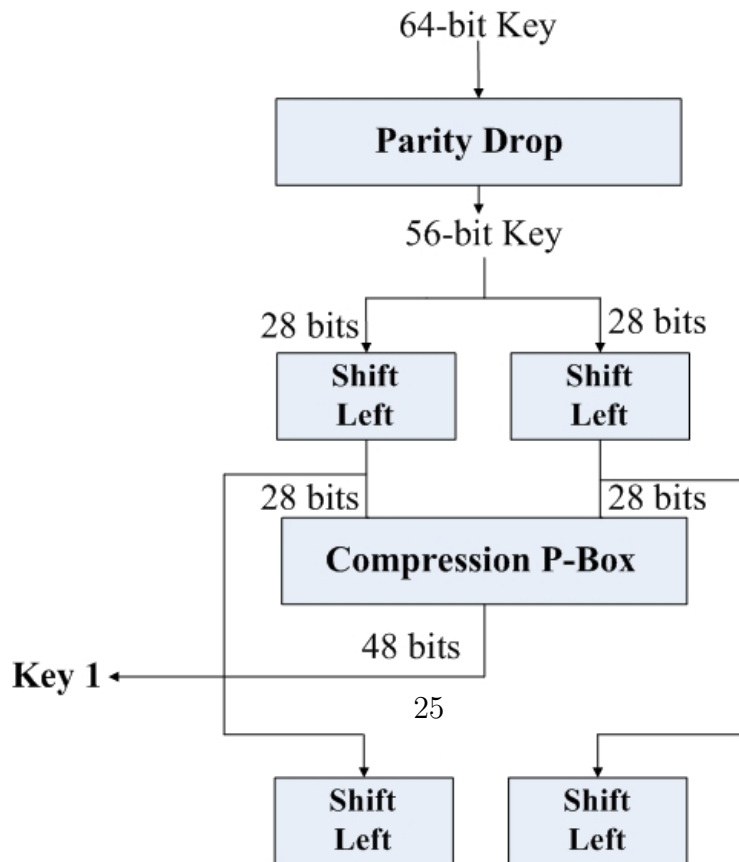 64-bit Key
Parity Drop
56-bit Key
28 bits
28 bits
Shift
Left
Shift
Left
28 bits
28 bits
Compression P-Box
48 bits
Key 1
25
Shift
Left
Shift
Left